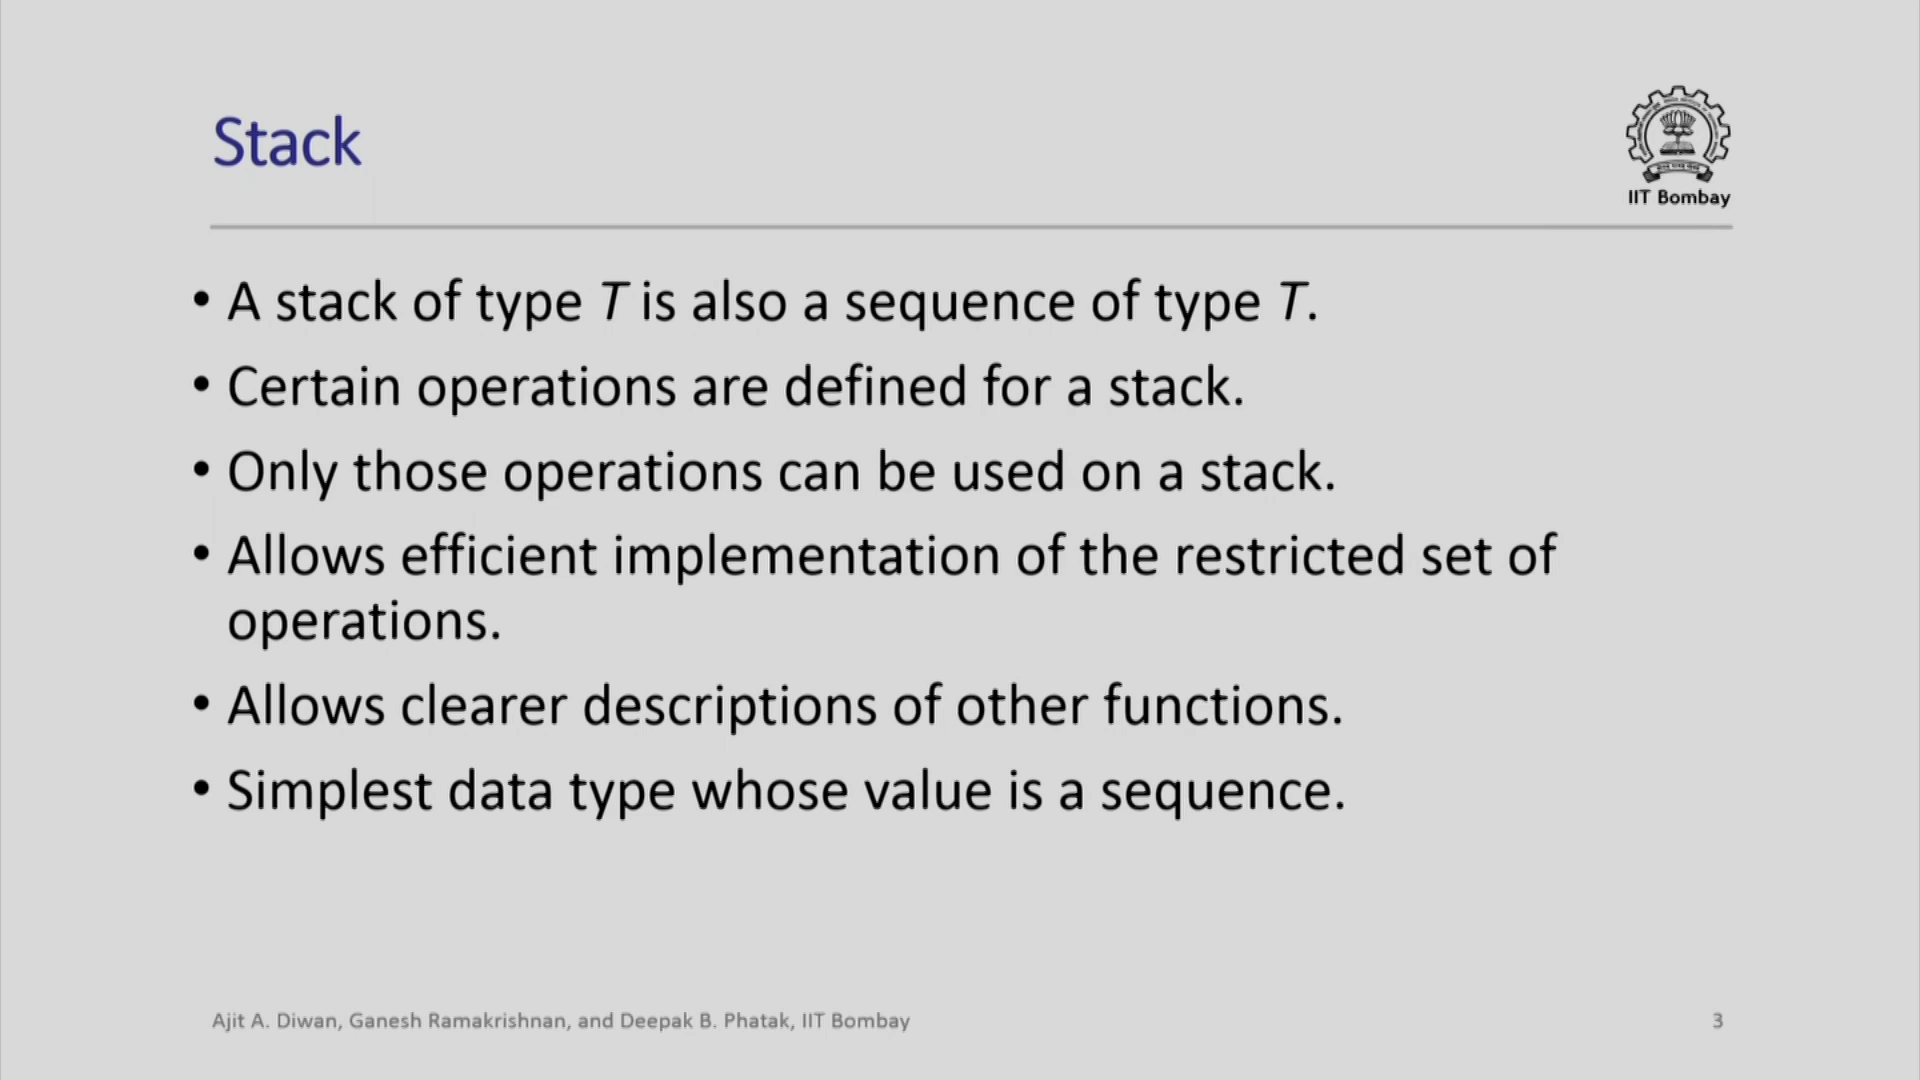 Stack
IIT Bombay
• A stack of type T is also a sequence of type T.
• Certain operations are defined for a stack.
• Only those operations can be used on a stack.
• Allows efficient implementation of the restricted set of
operations.
• Allows clearer descriptions of other functions.
• Simplest data type whose value is a sequence.
Ajit A. Diwan, Ganesh Ramakrishnan, and Deepak B. Phatak, IIT Bombay
3